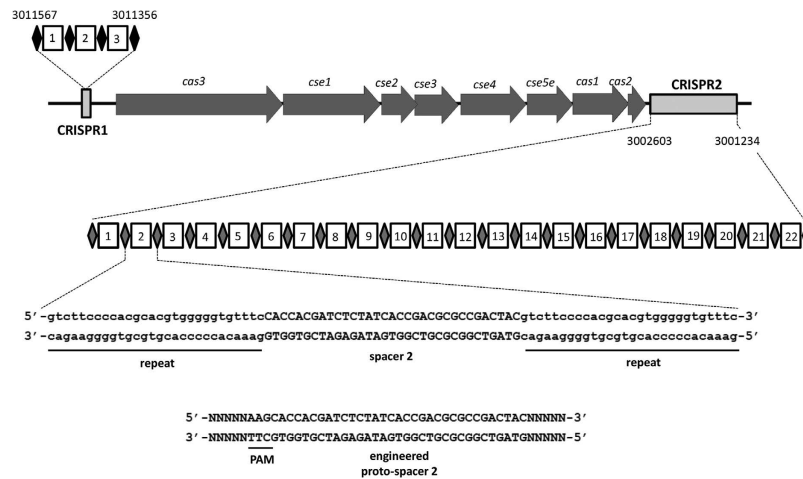 3011567 3011356
1 2 3
cas3 cse1 cse2 cse3 cse4 cse5e cas1 cas2 CRISPR2
CRISPR1
3002603 3001234
1 2 3 4 5 6 7 8 9 10 11 12 13 14 15 16 17 18 19 20 21 22
5’-gtcttccccacgcacgtgggggtgtttcCACCACGATCTCTATCACCGACGCGCCGACTACgtcttccccacgcacgtgggggtgtttc-3’
3’-cagaaggggtgcgtgcacccccacaaagGTGGTGCTAGAGATAGTGGCTGCGCGGCTGATGcagaaggggtgcgtgcacccccacaaag-5’
repeat spacer 2 repeat
5’-NNNNNAAGCACCACGATCTCTATCACCGACGCGCCGACTACNNNNN-3’
3’-NNNNNTTCGTGGTGCTAGAGATAGTGGCTGCGCGGCTGATGNNNNN-5’
PAM engineered
proto-spacer 2